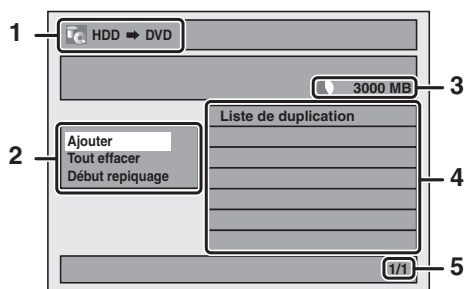 1
HDD ➡ DVD
3000 MB
3
Liste de duplication
2
Ajouter
Tout effacer
Début repiquage
4
1/1
5